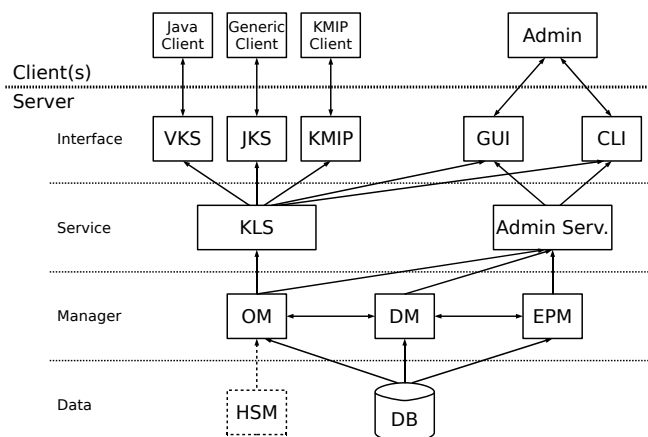 Java
Client
Generic
Client
KMIP
Client
Admin
Client(s)
Server
Interface
VKS
JKS
KMIP
GUI
CLI
Service
KLS
Admin Serv.
Manager
OM
DM
EPM
Data
HSM
DB